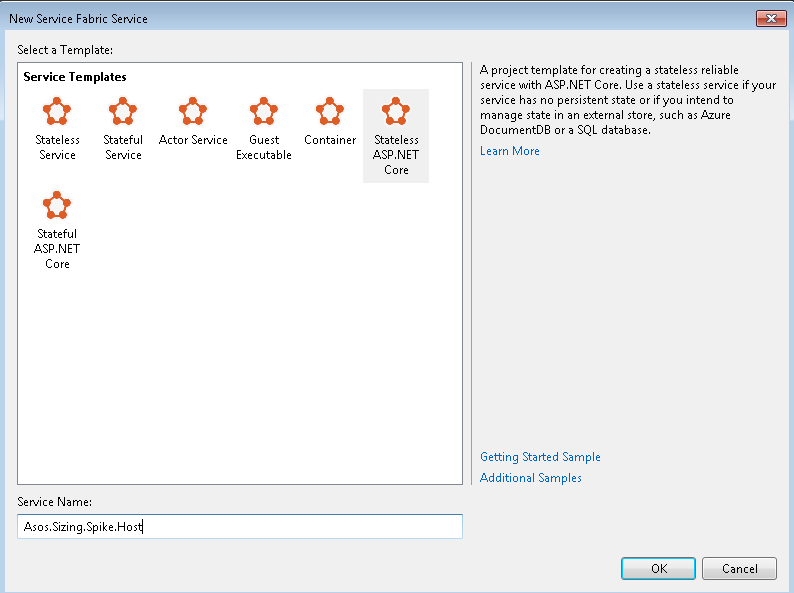 New Service Fabric Service
Select a Template:
Service Templates
Stateless
Service
Stateful
Service
Actor Service
Guest
Executable
Container
Stateless
ASP.NET
Core
Stateful
ASP.NET
Core
A project template for creating a stateless reliable
service with ASP.NET Core. Use a stateless service if your
service has no persistent state or if you intend to
manage state in an external store, such as Azure
DocumentDB or a SQL database.
Learn More
Getting Started Sample
Additional Samples
Service Name:
Asos.Sizing.Spike.Host
OK
Cancel